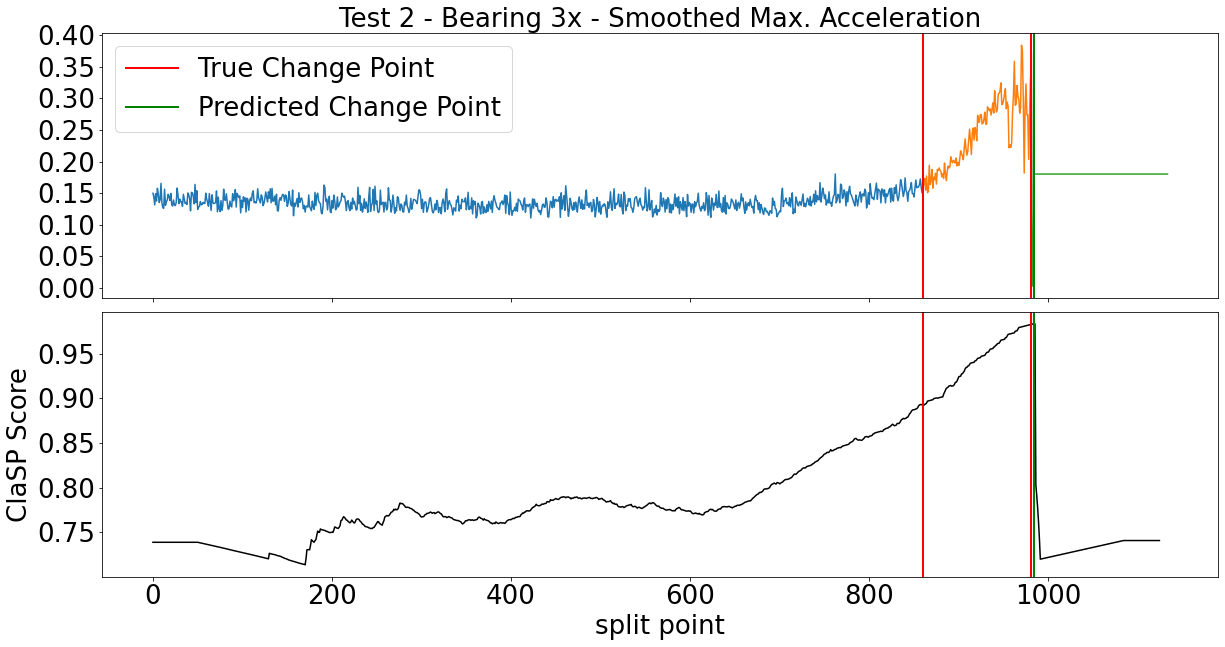 Test 2 - Bearing 3x - Smoothed Max. Acceleration
0.40
0.35
0.30
0.25
0.20
0.15
0.10
0.05
0.00
True Change Point
Predicted Change Point
ClaSP Score
0.95
0.90
0.85
0.80
0.75
0 200 400 600 800 1000
split point